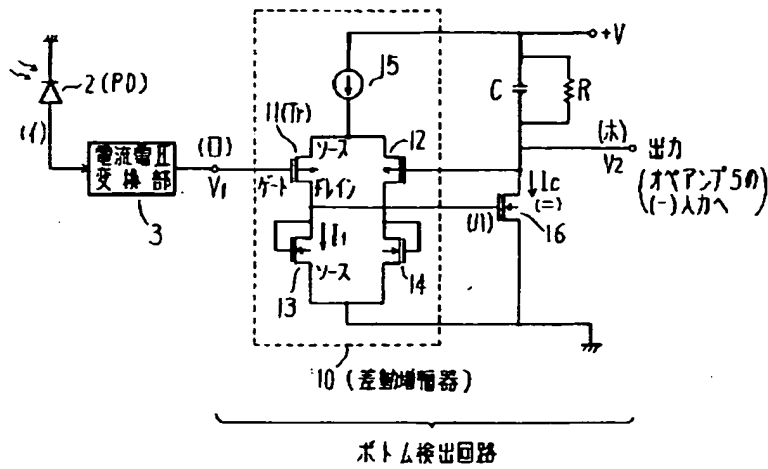 +V
15
C
R
2(PD)
11(Tr)
ソース
12
(イ)
(ロ)
(ホ)
電流電圧
変換部
V1
ゲート
ドレイン
V2
出力
(オペアンプ5の
(-)入力へ)
Ic
(ニ)
3
(ハ)
16
I1
ソース
13
14
10(差動増幅器)
ボトム検出回路